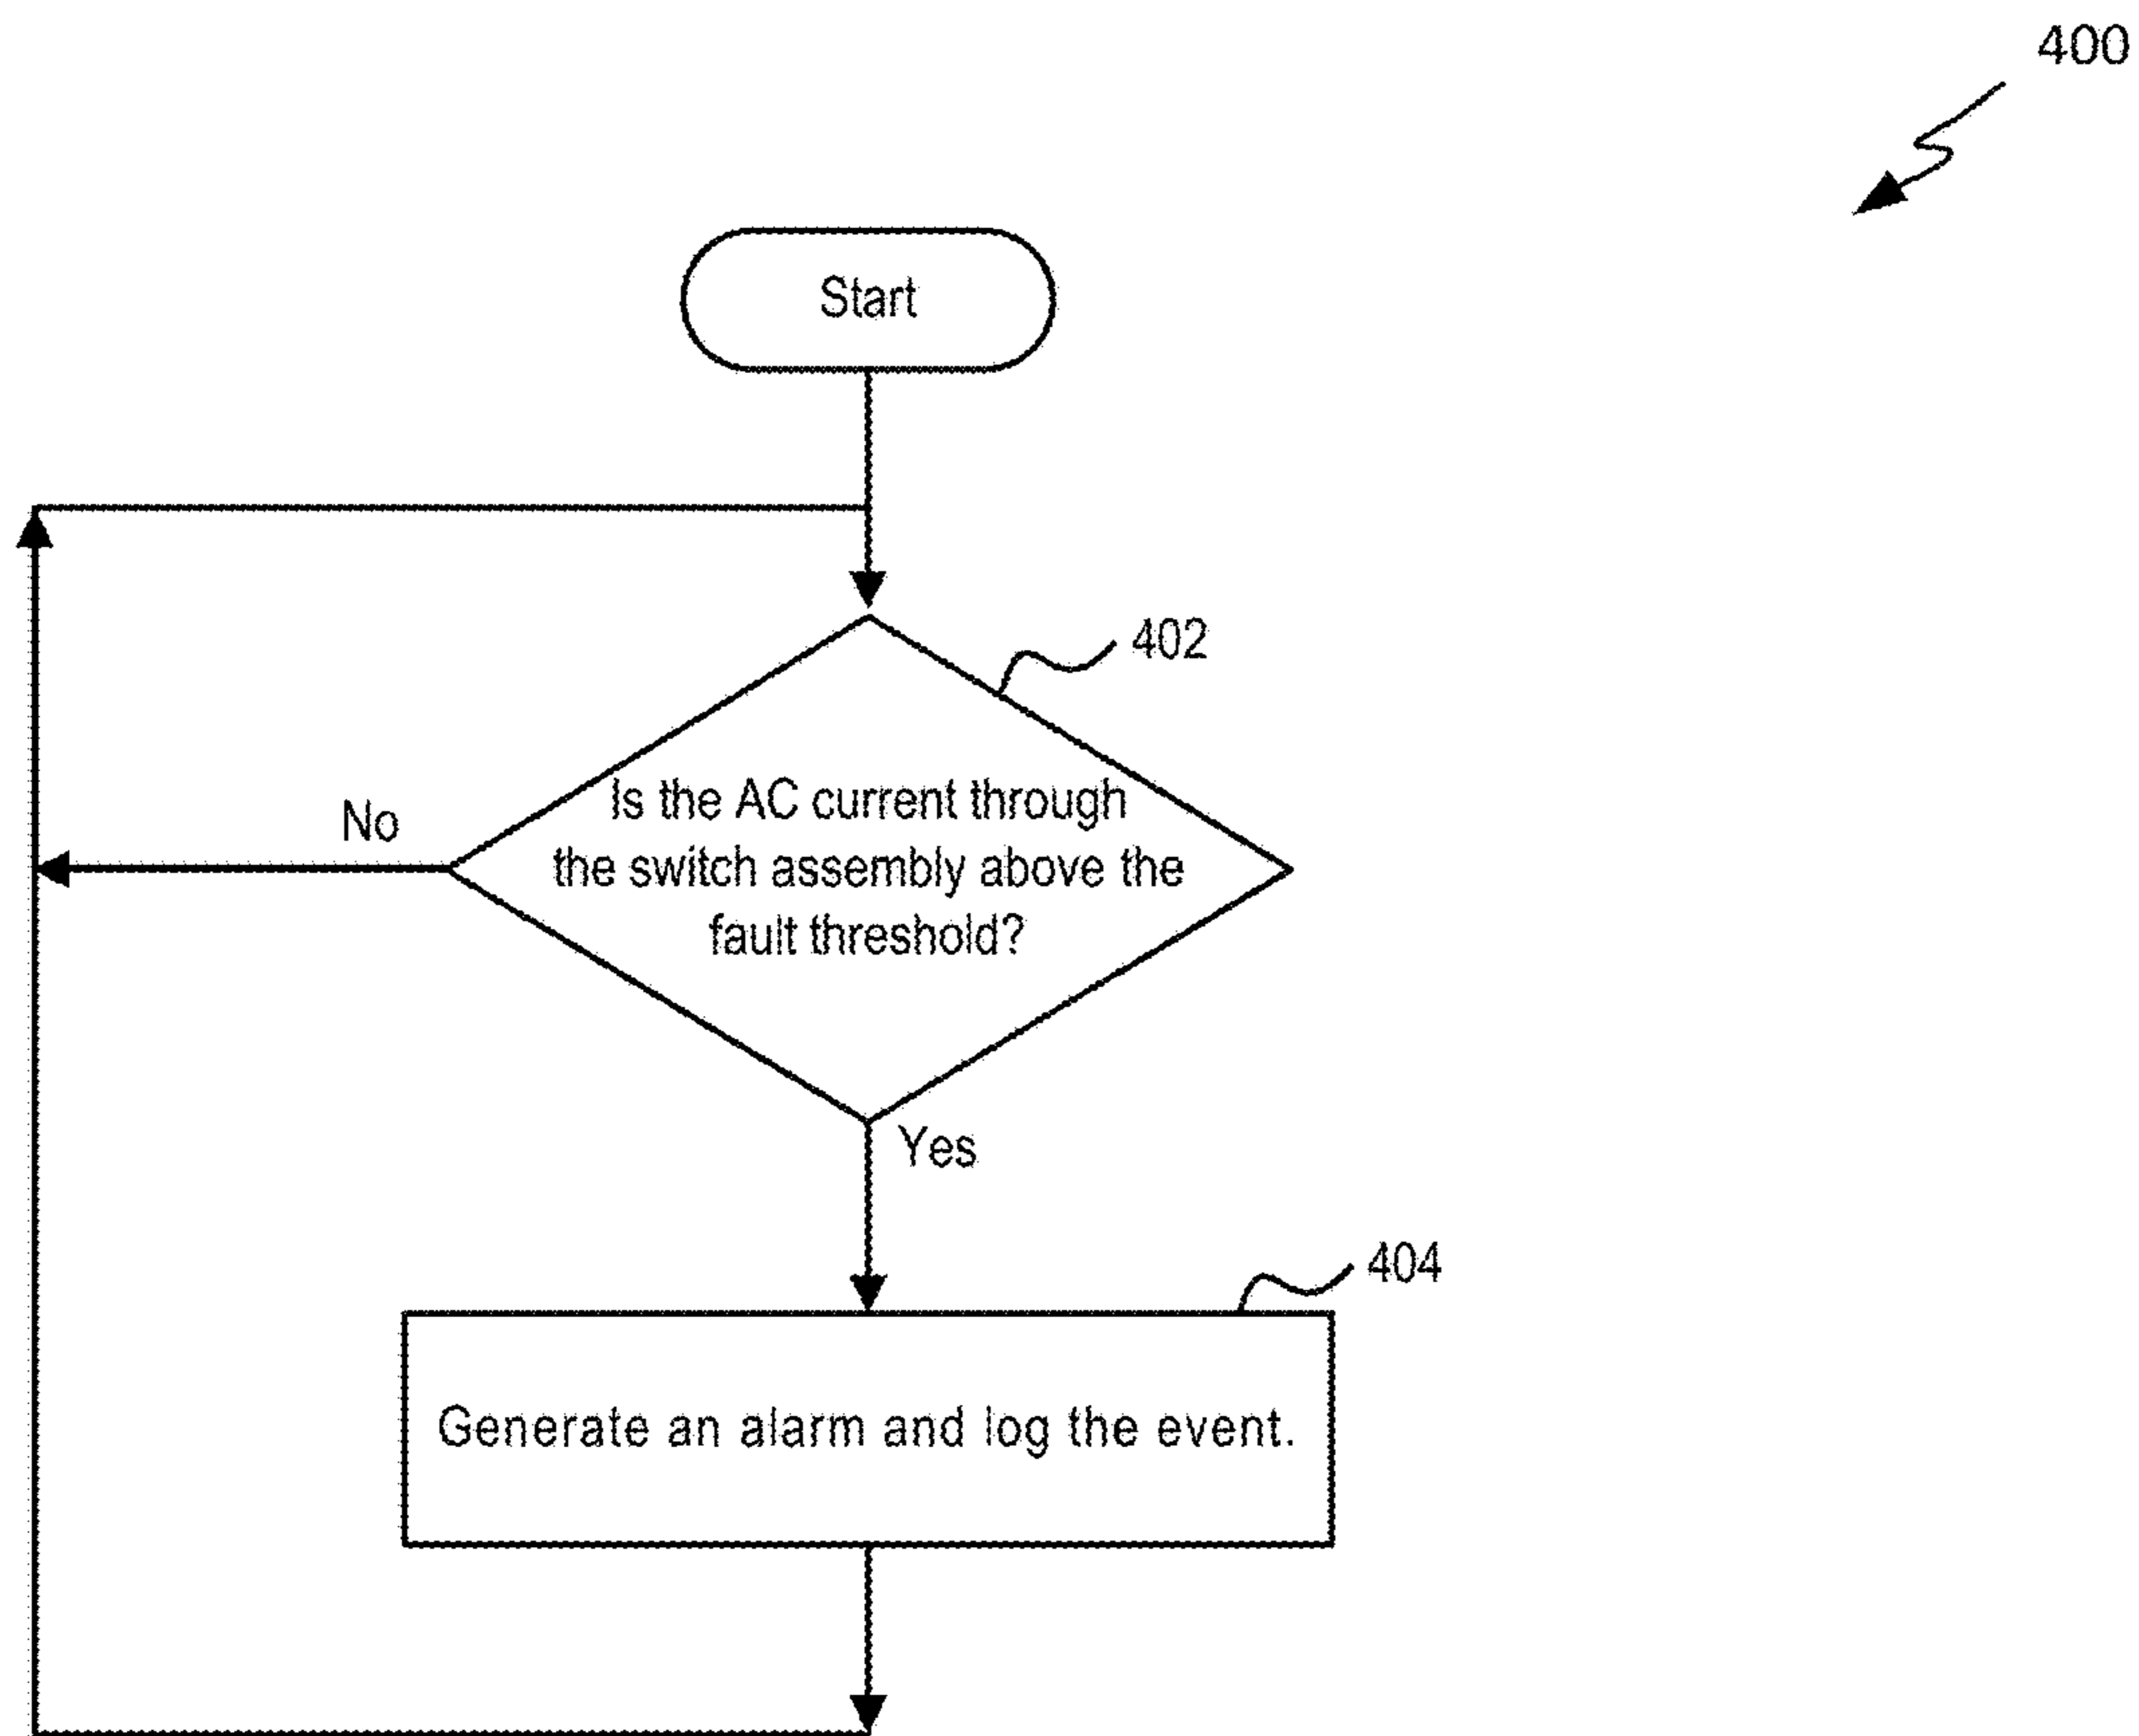 400
Start
402
Is the AC current through
the switch assembly above the
fault threshold?
No
Yes
404
Generate an alarm and log the event.